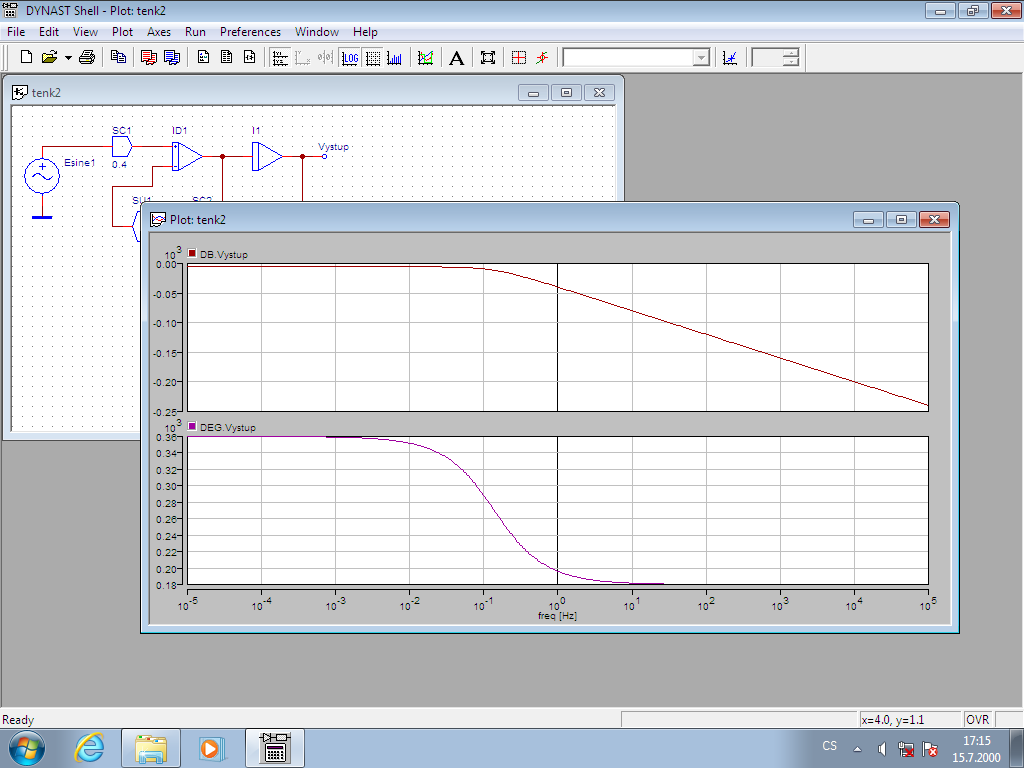 DYNAST Shell - Plot: tenk2
File Edit View Plot Axes Run Preferences Window Help
LOG A
tenk2
SC1 ID1 I1
Vystup
Esine1
0.4
Plot: tenk2
10^3 DB.Vystup
0.00
-0.05
-0.10
-0.15
-0.20
-0.25
10^3 DEG.Vystup
0.36
0.34
0.32
0.30
0.28
0.26
0.24
0.22
0.20
0.18
10^-5 10^-4 10^-3 10^-2 10^-1 10^0 10^1 10^2 10^3 10^4 10^5
freq [Hz]
Ready x=4.0, y=1.1 OVR
CS 17:15
15.7.2000